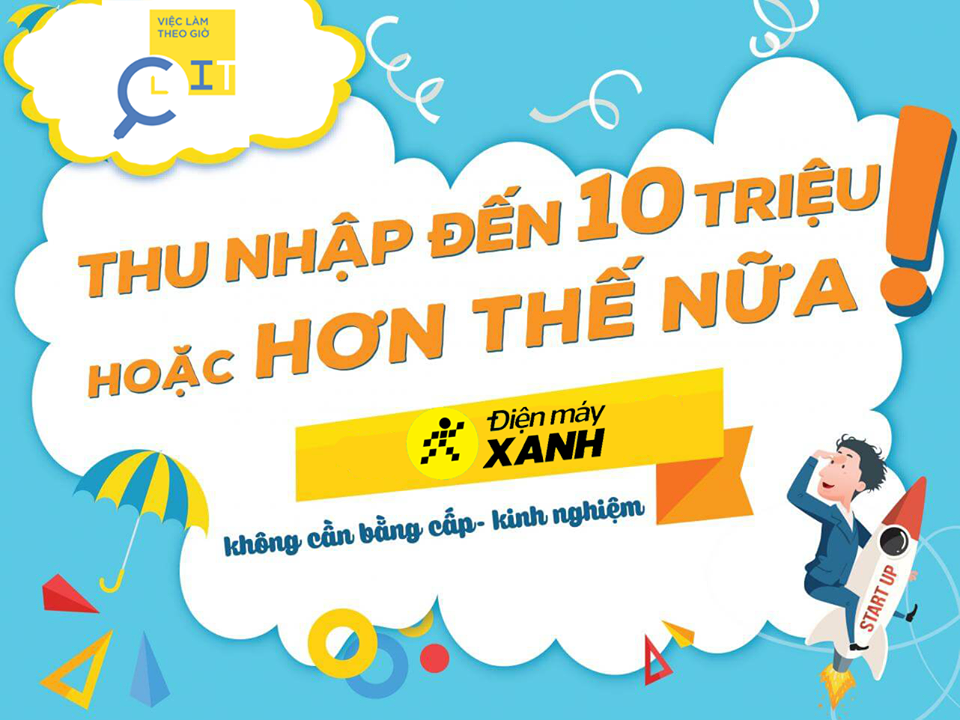 VIỆC LÀM
THEO GIỜ
IT
THU NHẬP ĐẾN 10 TRIỆU
HOẶC HƠN THẾ NỮA!
Điện máy
XANH
không cần bằng cấp- kinh nghiệm
START UP